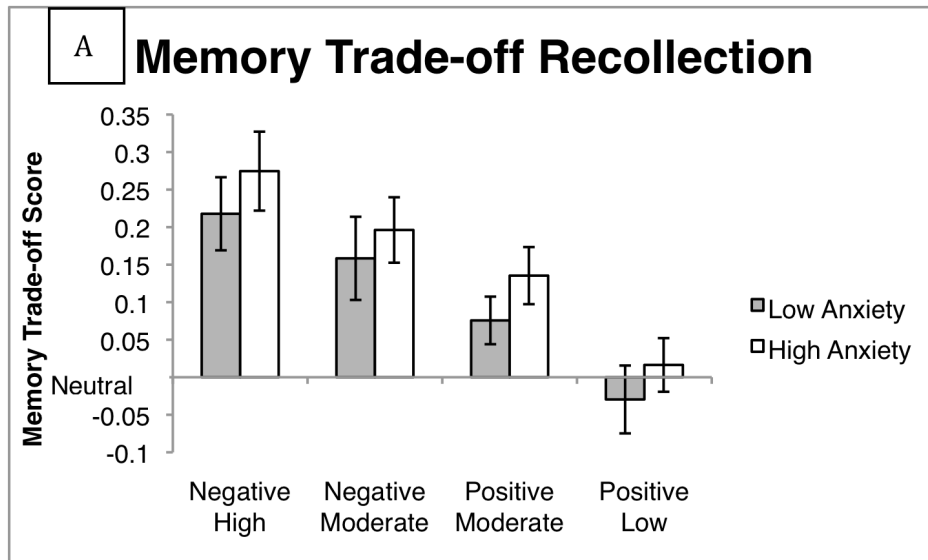 A
Memory Trade-off Recollection
Memory Trade-off Score
0.35
0.3
0.25
0.2
0.15
0.1
0.05
Neutral
-0.05
-0.1
Negative High
Negative Moderate
Positive Moderate
Positive Low
Low Anxiety
High Anxiety